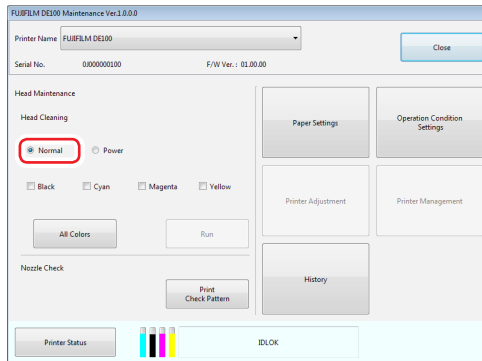 FUJIFILM DE100 Maintenance Ver.1.0.0.0
Printer Name FUJIFILM DE100
Close
Serial No. 0J000000100 F/W Ver. : 01.00.00
Head Maintenance
Head Cleaning
Normal Power
Black Cyan Magenta Yellow
All Colors Run
Nozzle Check
Print
Check Pattern
Paper Settings
Operation Condition
Settings
Printer Adjustment
Printer Management
History
Printer Status
IDLOK